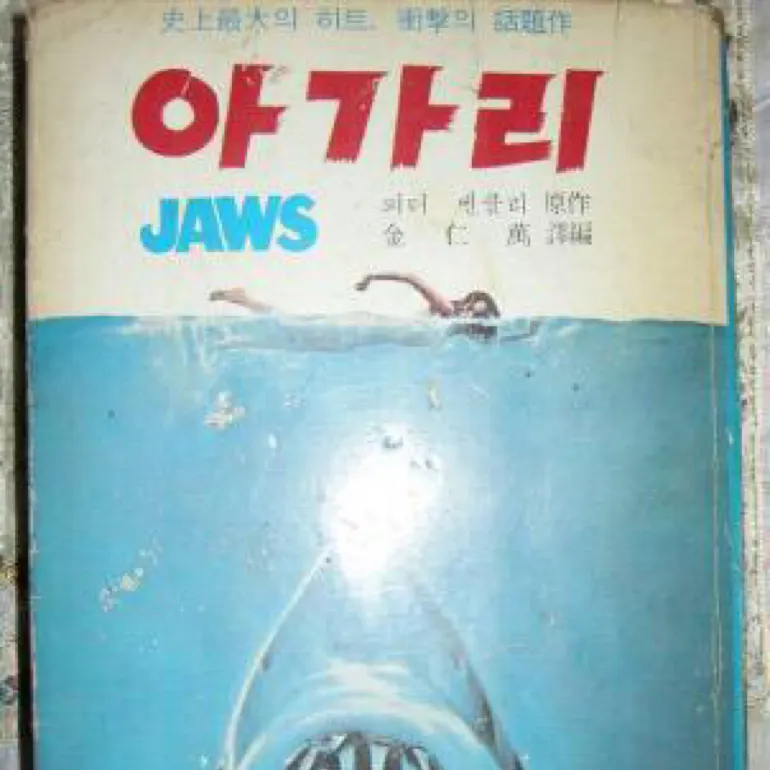 史上最大의 히트, 衝擊의 話題作
아가리
JAWS
피터 벤클리 原作
金仁萬 譯編